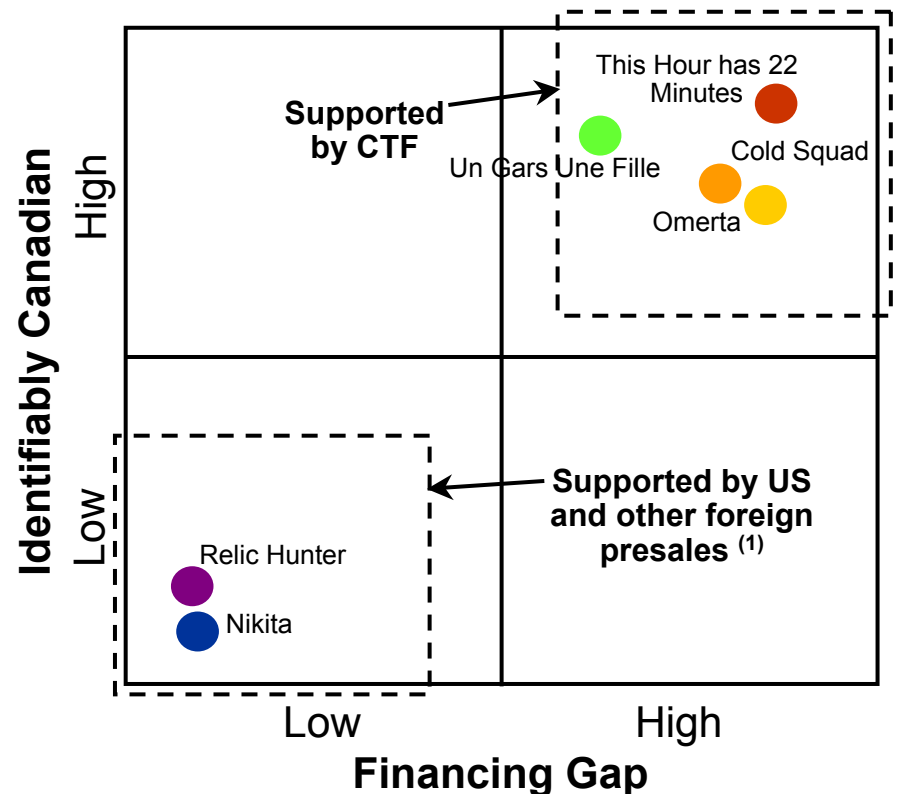 This Hour has 22
Minutes
Supported
by CTF
Un Gars Une Fille
Cold Squad
Omerta
Identifiably Canadian
High
Low
Supported by US
and other foreign
presales (1)
Relic Hunter
Nikita
Low
High
Financing Gap